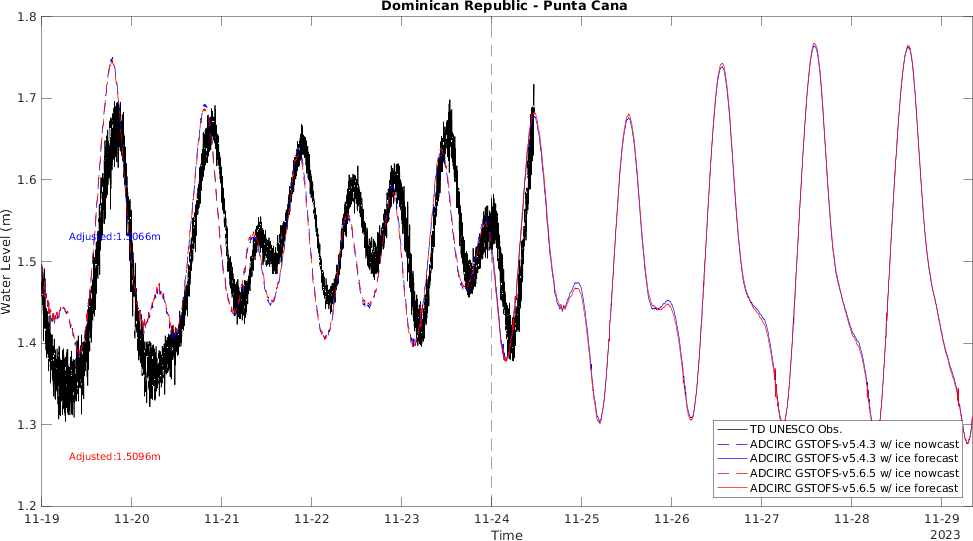 Dominican Republic - Punta Cana
1.8
1.7
1.6
1.5
1.4
1.3
1.2
Water Level (m)
Adjusted:1.5066m
Adjusted:1.5096m
TD UNESCO Obs.
ADCIRC GSTOFS-v5.4.3 w/ ice nowcast
ADCIRC GSTOFS-v5.4.3 w/ ice forecast
ADCIRC GSTOFS-v5.6.5 w/ ice nowcast
ADCIRC GSTOFS-v5.6.5 w/ ice forecast
11-19 11-20 11-21 11-22 11-23 11-24 11-25 11-26 11-27 11-28 11-29
2023
Time